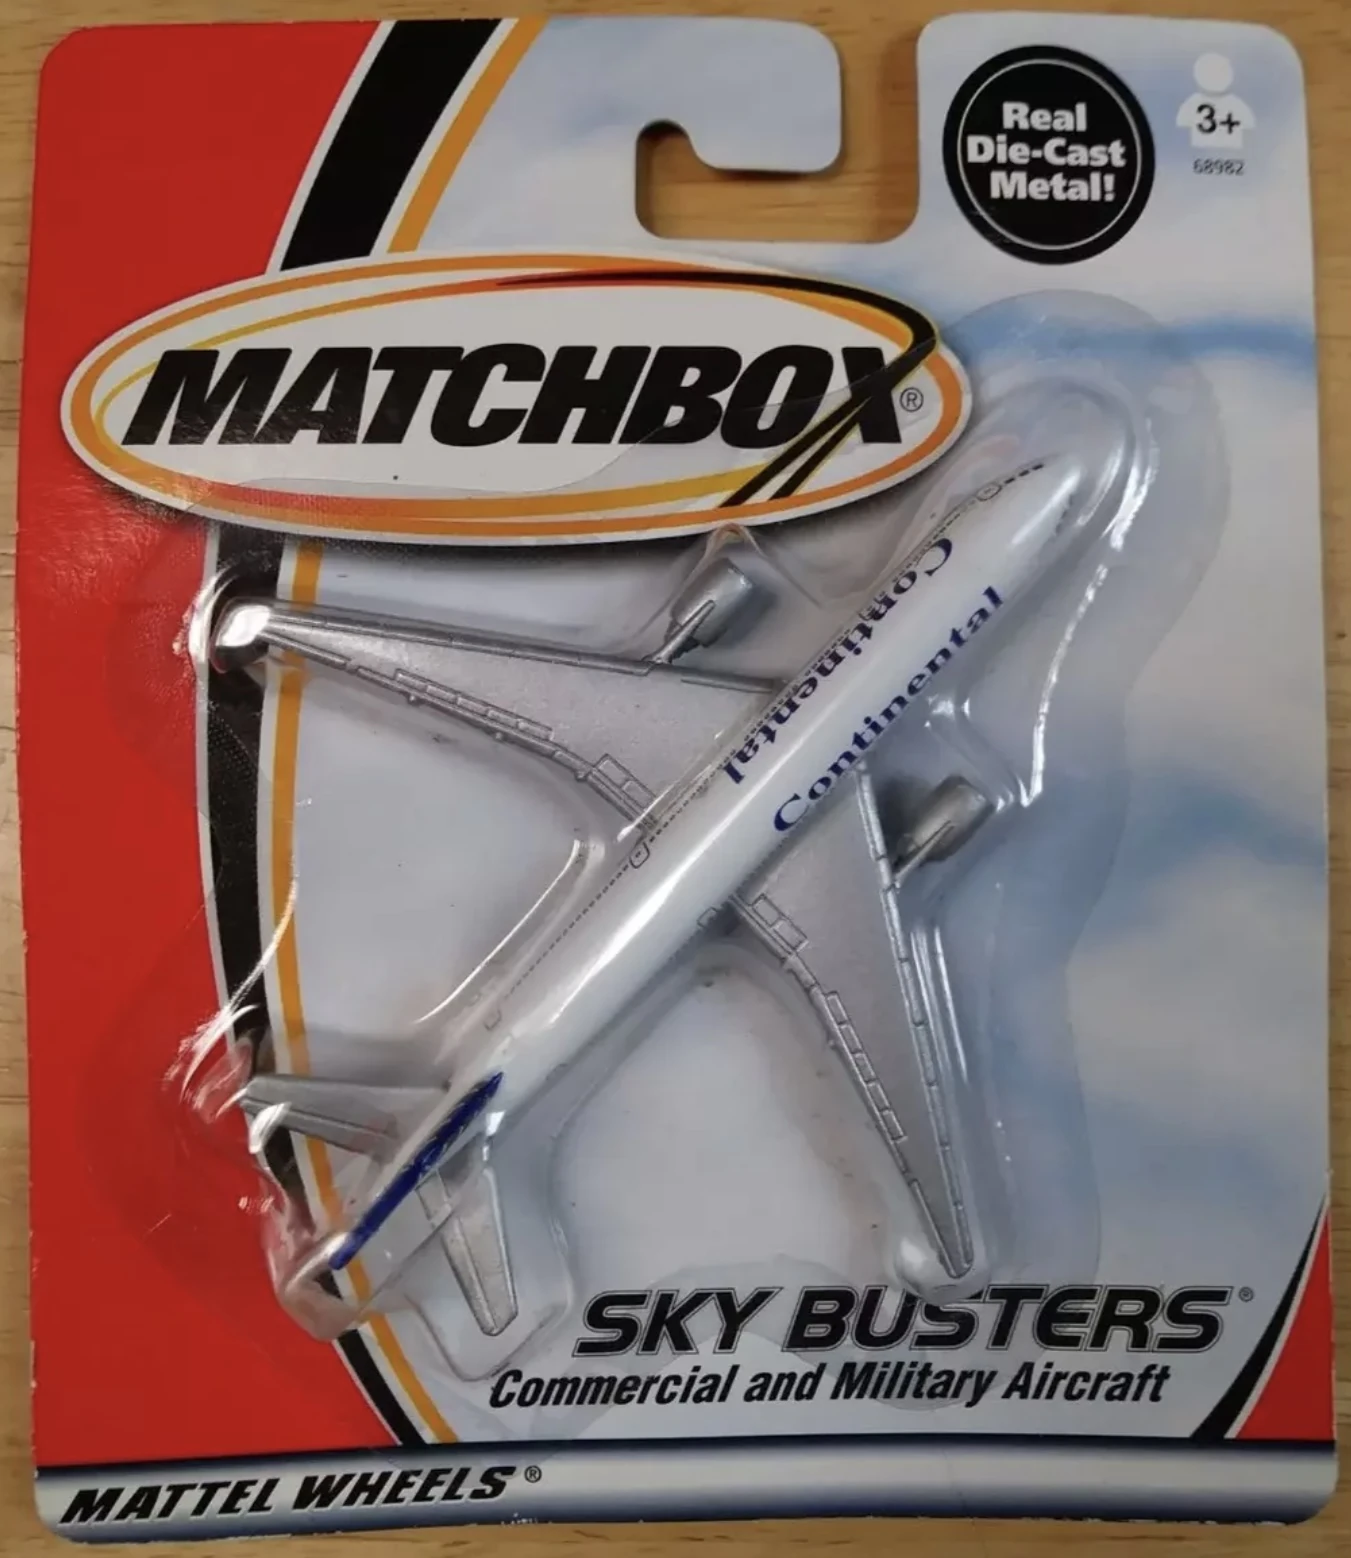 Real
Die-Cast
Metal!
3+
68982
MATCHBOX®
Continental
Continental
SKY BUSTERS®
Commercial and Military Aircraft
MATTEL WHEELS®